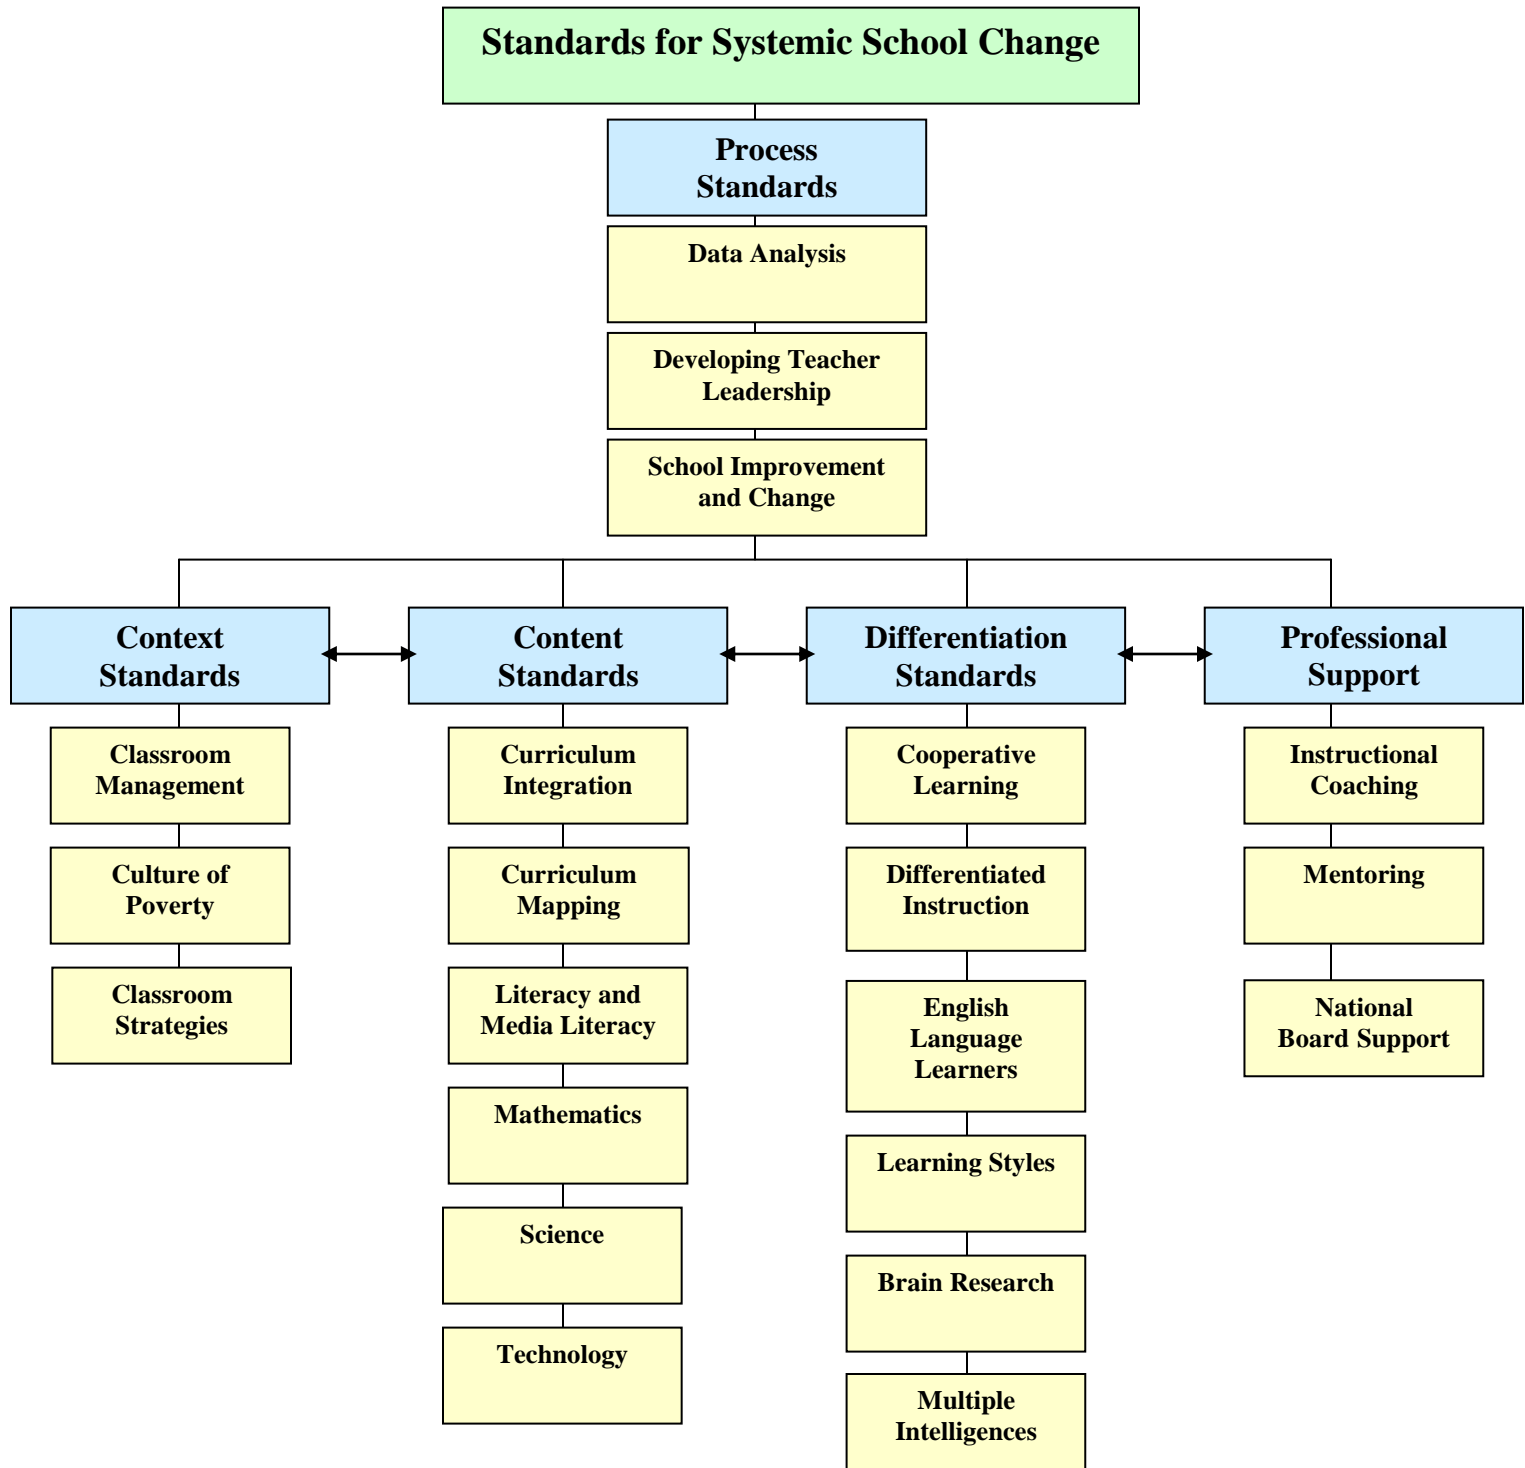 Standards for Systemic School Change
Process
Standards
Data Analysis
Developing Teacher
Leadership
School Improvement
and Change
Context
Standards
Content
Standards
Differentiation
Standards
Professional
Support
Classroom
Management
Culture of
Poverty
Classroom
Strategies
Curriculum
Integration
Curriculum
Mapping
Literacy and
Media Literacy
Mathematics
Science
Technology
Cooperative
Learning
Differentiated
Instruction
English
Language
Learners
Learning Styles
Brain Research
Multiple
Intelligences
Instructional
Coaching
Mentoring
National
Board Support